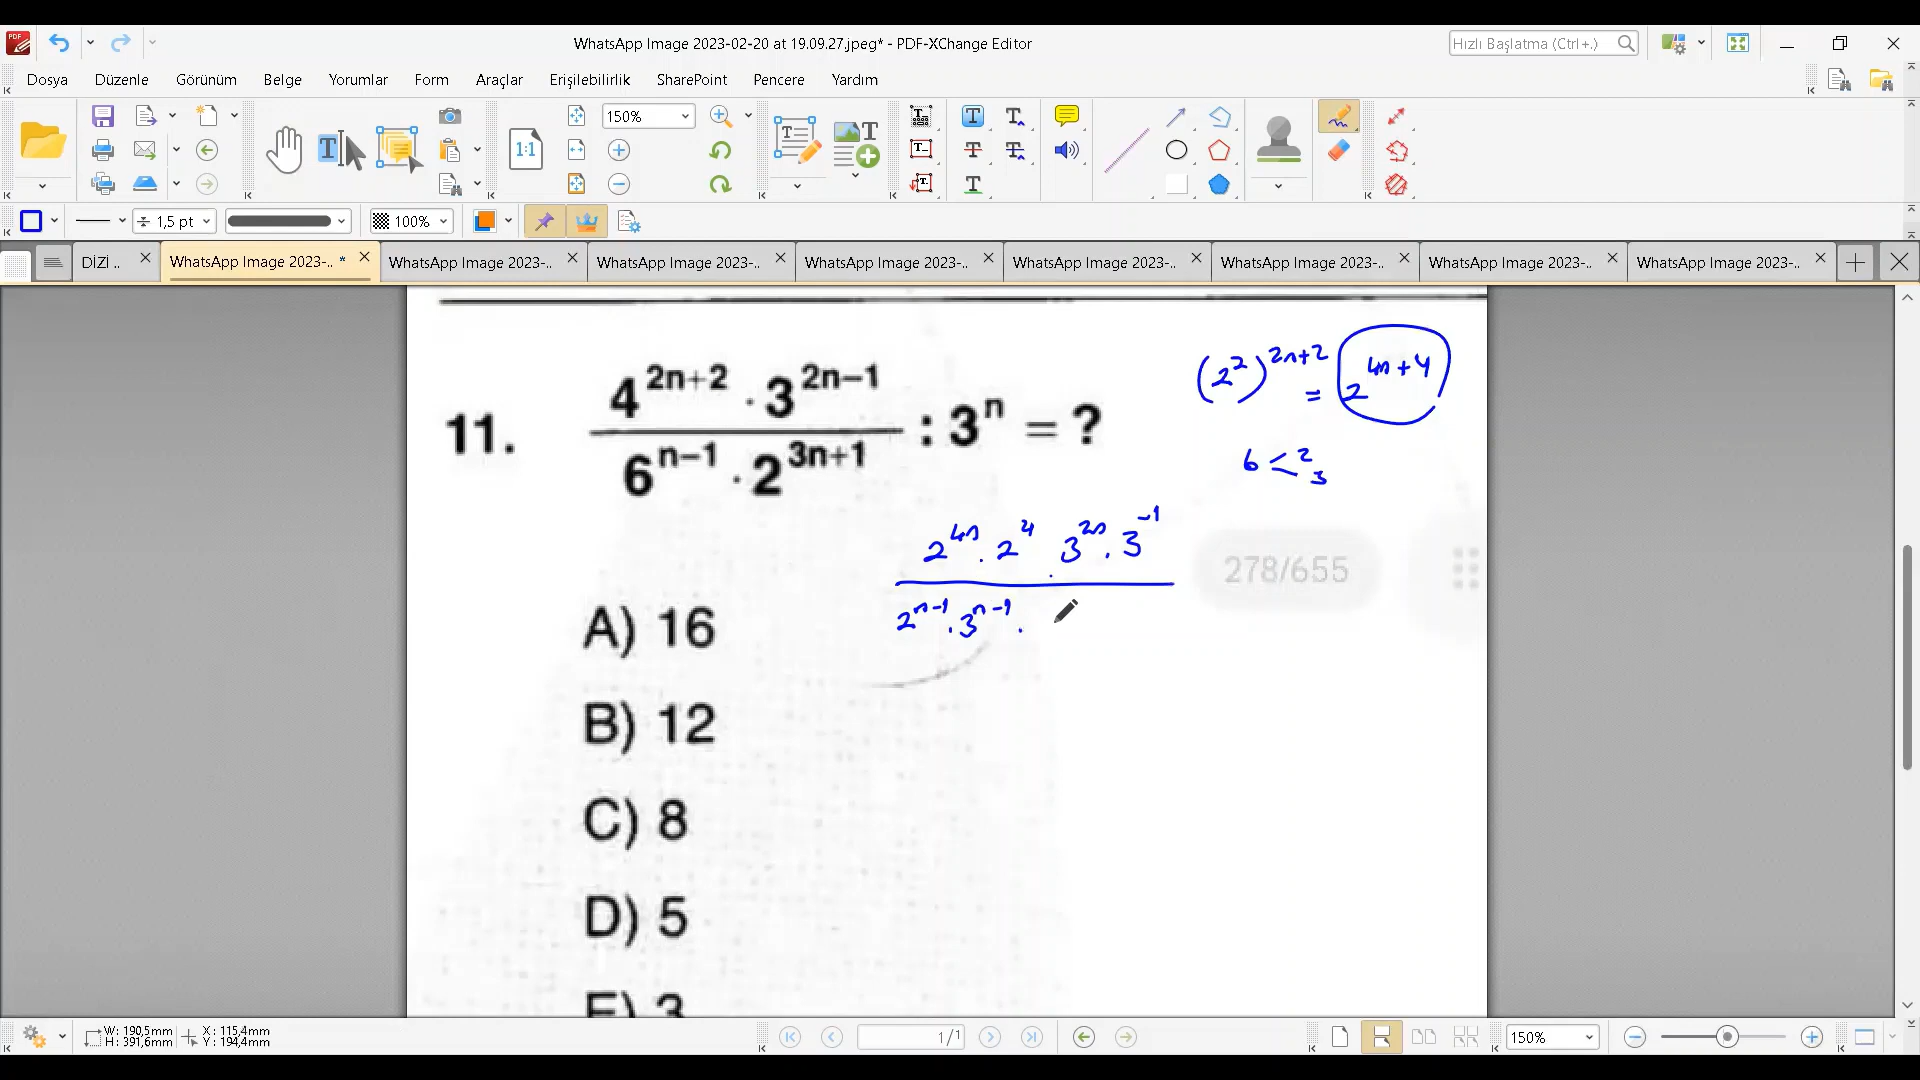 WhatsApp Image 2023-02-20 at 19.09.27.jpeg* - PDF-XChange Editor
Hızlı Başlatma (Ctrl+.)
Dosya Düzenle Görünüm Belge Yorumlar Form Araçlar Erişilebilirlik SharePoint Pencere Yardım
150%
1:1
1,5 pt
100%
DİZİ ..
WhatsApp Image 2023-.. *
WhatsApp Image 2023-..
WhatsApp Image 2023-..
WhatsApp Image 2023-..
WhatsApp Image 2023-..
WhatsApp Image 2023-..
WhatsApp Image 2023-..
WhatsApp Image 2023-..
11. (4^(2n+2) · 3^(2n−1)) / (6^(n−1) · 2^(3n+1)) : 3^n = ?
(2^2)^(2n+2) = 2^(4n+4)
6 < 2 3
2^(4n) . 2^4 . 3^(2n) . 3^(−1)
2^(n−1) . 3^(n−1) .
278/655
A) 16
B) 12
C) 8
D) 5
E) 3
W: 190,5mm
H: 391,6mm
X: 115,4mm
Y: 194,4mm
1/1
150%